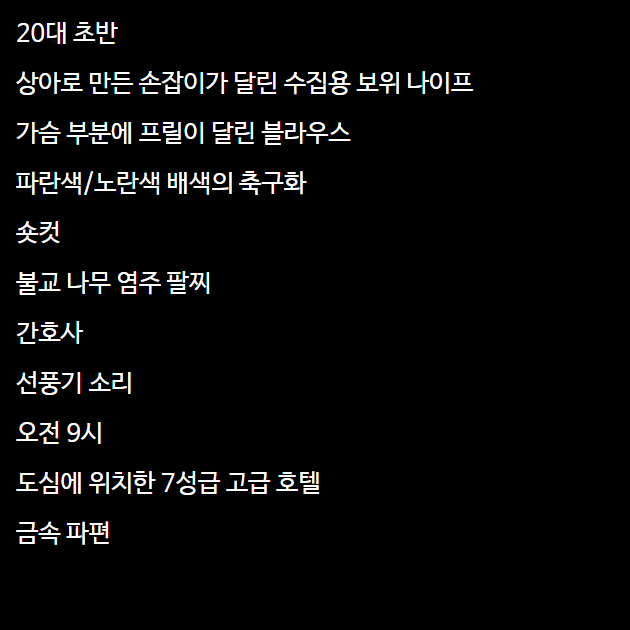 20대 초반
상아로 만든 손잡이가 달린 수집용 보위 나이프
가슴 부분에 프릴이 달린 블라우스
파란색/노란색 배색의 축구화
숏컷
불교 나무 염주 팔찌
간호사
선풍기 소리
오전 9시
도심에 위치한 7성급 고급 호텔
금속 파편